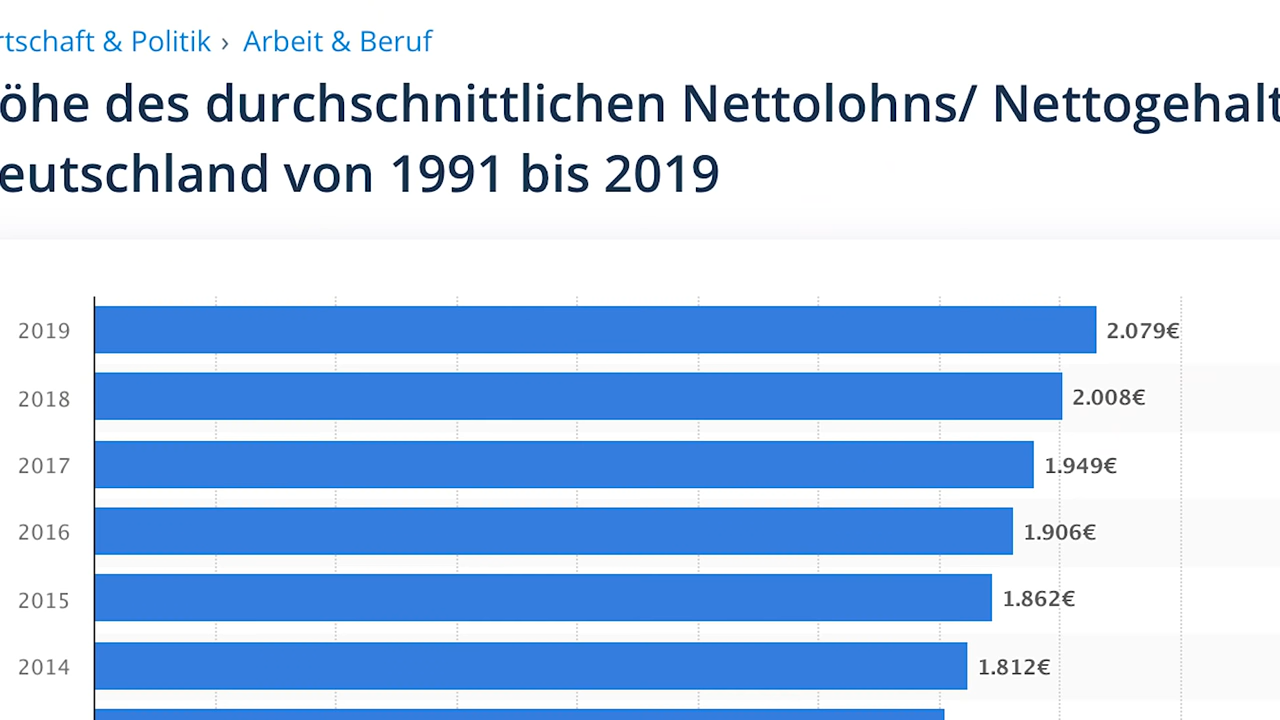 rtschaft & Politik › Arbeit & Beruf
öhe des durchschnittlichen Nettolohns/ Nettogehalt
eutschland von 1991 bis 2019
2019 2.079€
2018 2.008€
2017 1.949€
2016 1.906€
2015 1.862€
2014 1.812€